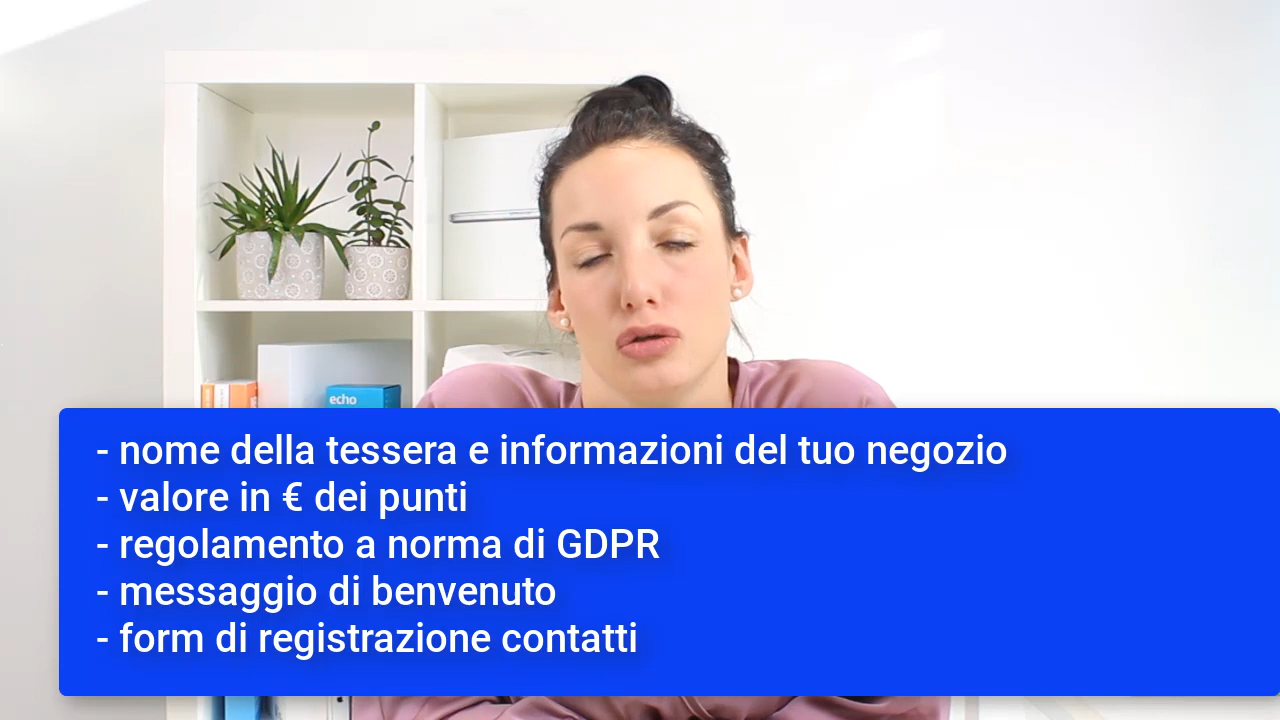 echo
- nome della tessera e informazioni del tuo negozio
- valore in € dei punti
- regolamento a norma di GDPR
- messaggio di benvenuto
- form di registrazione contatti